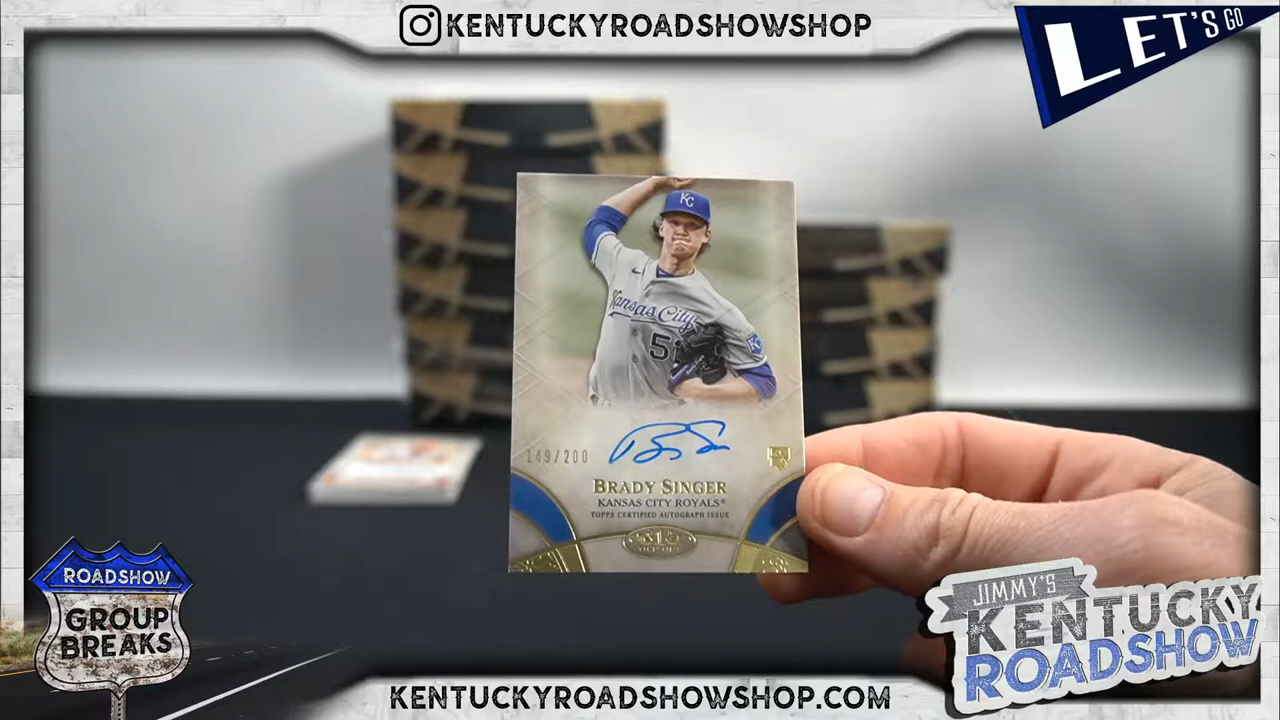 KENTUCKYROADSHOWSHOP
LET'S GO
KC
Kansas City
149/200
BRADY SINGER
KANSAS CITY ROYALS®
TOPPS CERTIFIED AUTOGRAPH ISSUE
ROADSHOW
GROUP
BREAKS
JIMMY'S
KENTUCKY
ROADSHOW
KENTUCKYROADSHOWSHOP.COM